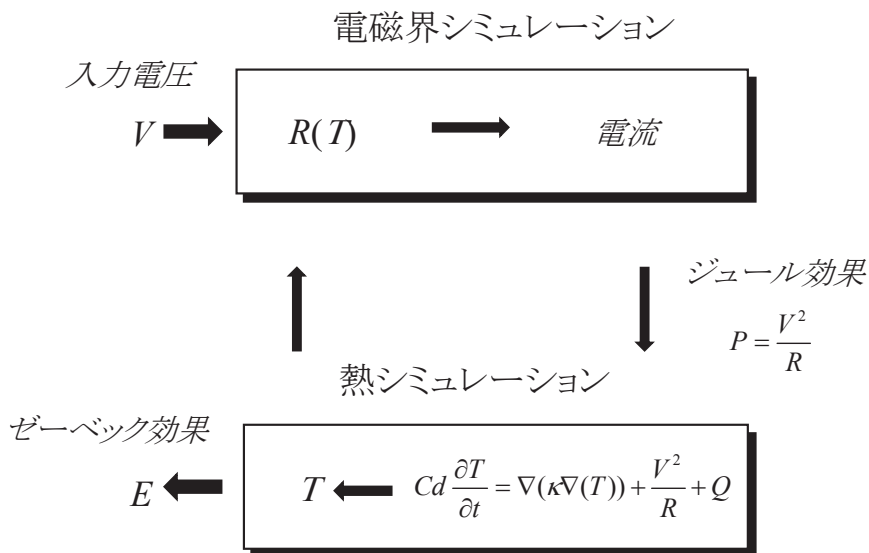 電磁界シミュレーション
入力電圧
V R(T) 電流
ジュール効果
P = V²/R
熱シミュレーション
ゼーベック効果
E T Cd ∂T/∂t = ∇(κ∇(T)) + V²/R + Q